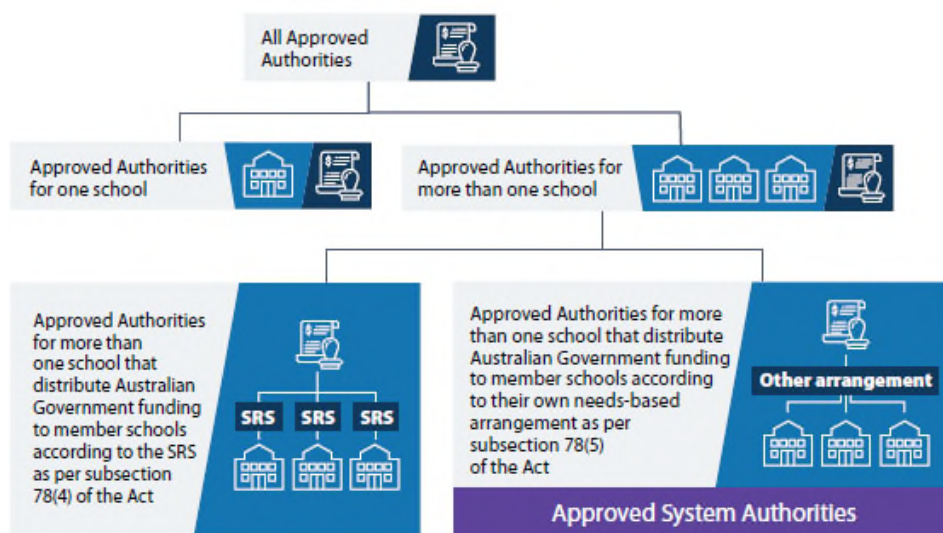 All Approved
Authorities
Approved Authorities
for one school
Approved Authorities for
more than one school
Approved Authorities
for more than
one school that
distribute Australian
Government funding
to member schools
according to the SRS
as per subsection
78(4) of the Act
SRS SRS SRS
Approved Authorities for more
than one school that distribute
Australian Government funding
to member schools according
to their own needs-based
arrangement as per
subsection 78(5)
of the Act
Other arrangement
Approved System Authorities